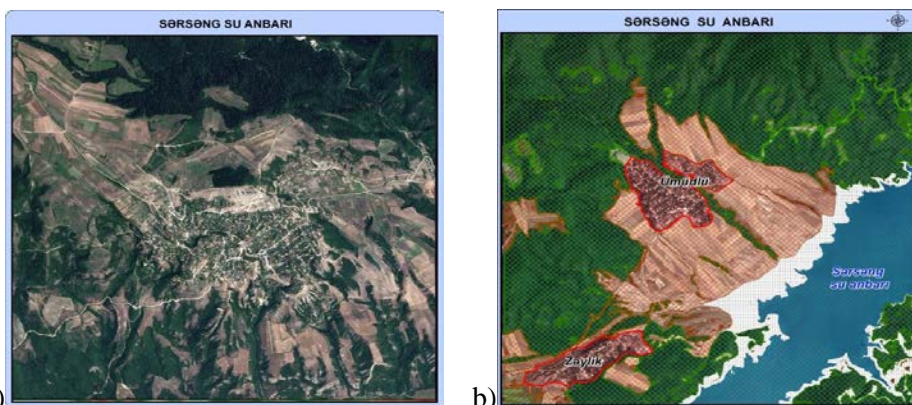 SƏRSƏNG SU ANBARI
)
SƏRSƏNG SU ANBARI
Ümüdlü
Sərsəng
su anbarı
Zəylik
b)